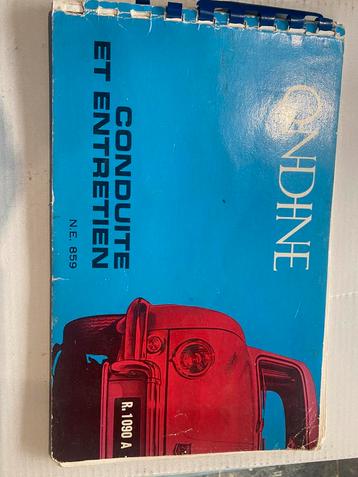 ONDINE
CONDUITE
ET ENTRETIEN
N.E. 859
R. 1090 A